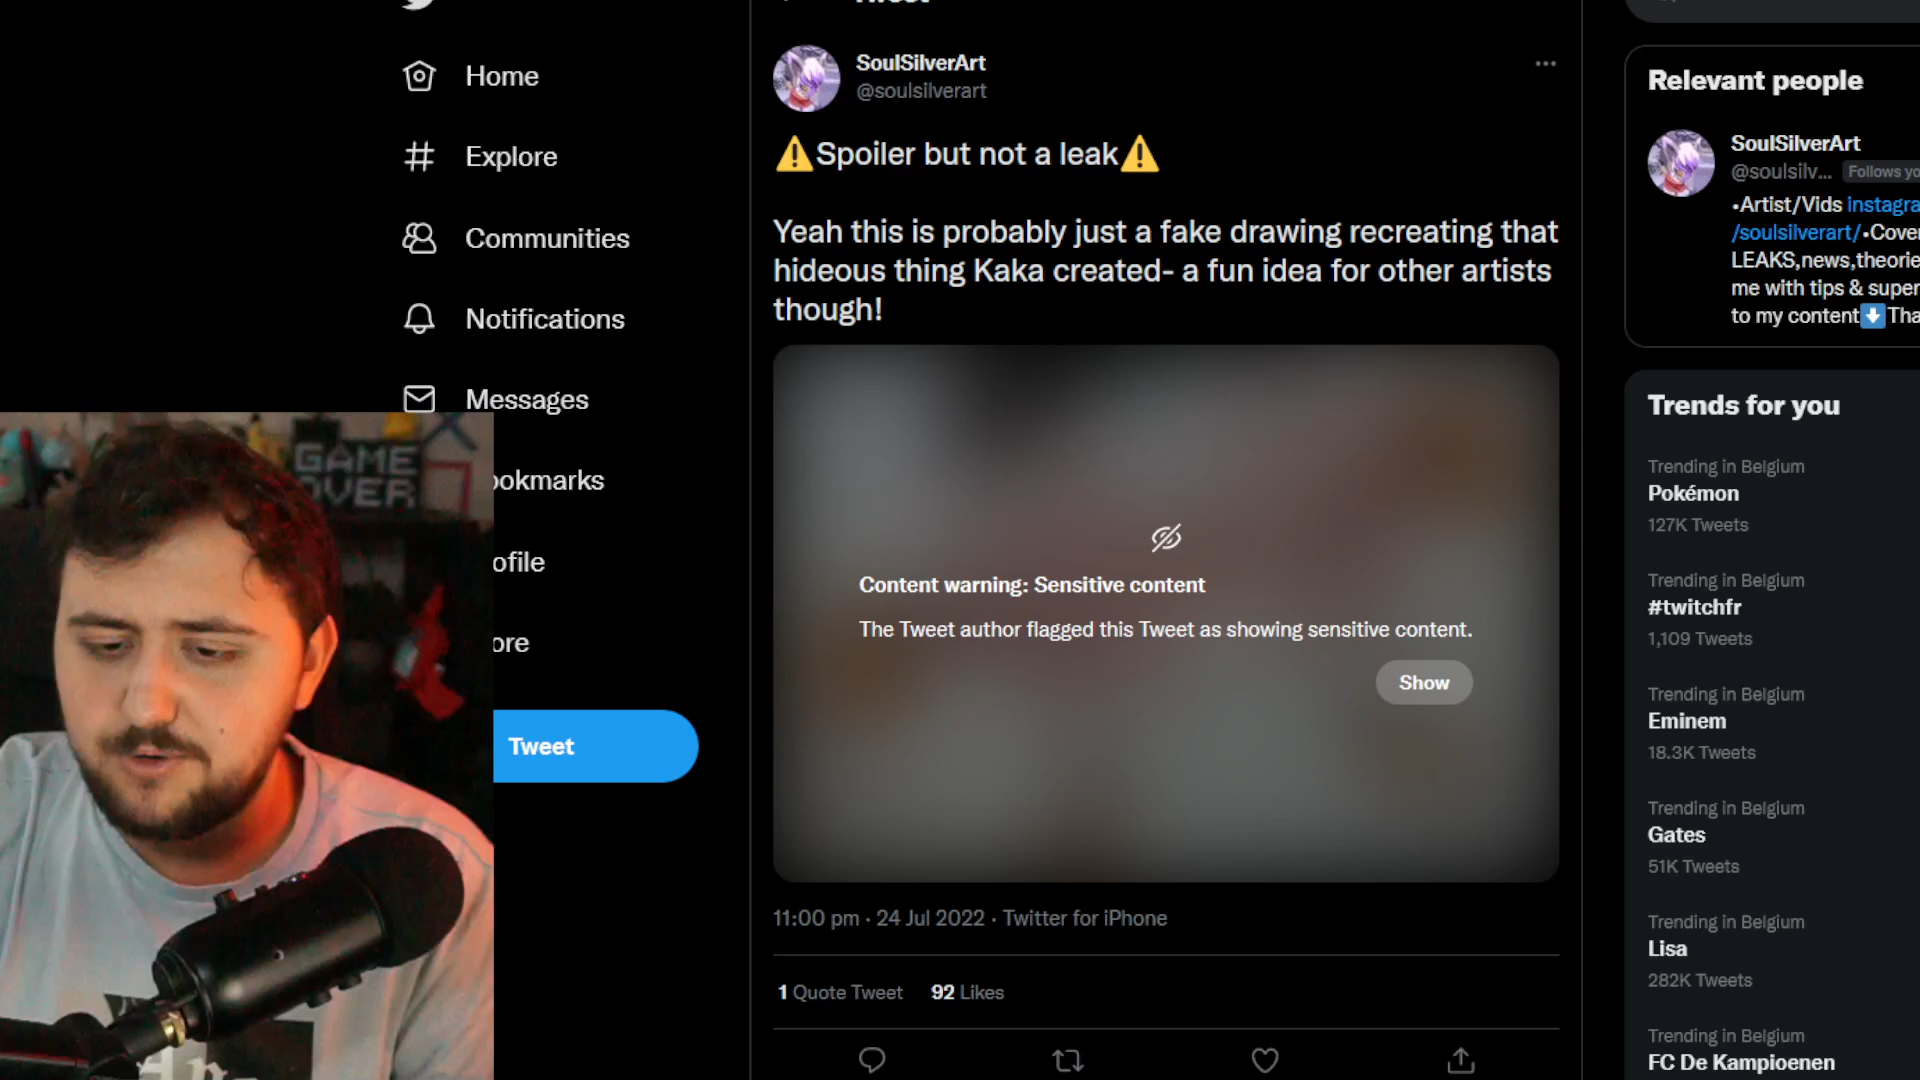 Tweet
Home
Explore
Communities
Notifications
Messages
ookmarks
ofile
ore
Tweet
GAME
OVER
SoulSilverArt
@soulsilverart
⚠️Spoiler but not a leak⚠️
Yeah this is probably just a fake drawing recreating that
hideous thing Kaka created- a fun idea for other artists
though!
Content warning: Sensitive content
The Tweet author flagged this Tweet as showing sensitive content.
Show
11:00 pm · 24 Jul 2022 · Twitter for iPhone
1 Quote Tweet 92 Likes
Relevant people
SoulSilverArt
@soulsilv... Follows yo
•Artist/Vids instagra
/soulsilverart/•Cove
LEAKS,news,theorie
me with tips & super
to my content⬇️Tha
Trends for you
Trending in Belgium
Pokémon
127K Tweets
Trending in Belgium
#twitchfr
1,109 Tweets
Trending in Belgium
Eminem
18.3K Tweets
Trending in Belgium
Gates
51K Tweets
Trending in Belgium
Lisa
282K Tweets
Trending in Belgium
FC De Kampioenen